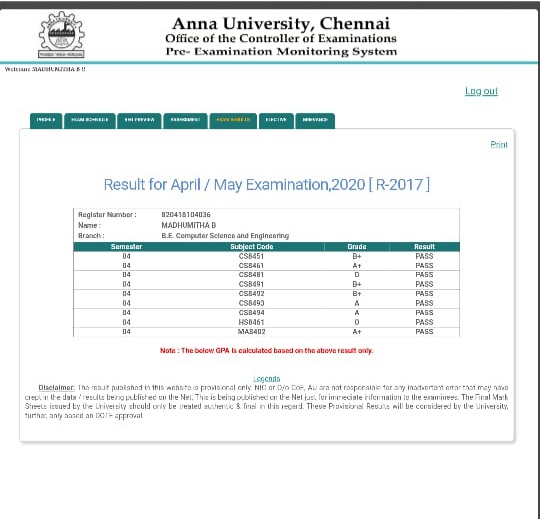 Anna University, Chennai
Office of the Controller of Examinations
Pre- Examination Monitoring System
Welcome MADHUMITHA B !!
Log out
PROFILE EXAM SCHEDULE ASSESSMENT EXAM RESULTS ELECTIVE GRIEVANCE
Print
Result for April / May Examination,2020 [ R-2017 ]
Register Number : 820418104036
Name : MADHUMITHA B
Branch : B.E. Computer Science and Engineering
Semester Subject Code Grade Result
04 CS8451 B+ PASS
04 CS8461 A+ PASS
04 CS8481 O PASS
04 CS8491 B+ PASS
04 CS8492 B+ PASS
04 CS8493 A PASS
04 CS8494 A PASS
04 HS8461 O PASS
04 MA8402 A+ PASS
Note : The below GPA is calculated based on the above result only.
Legends
Disclaimer: The result published in this website is provisional only. NIC or O/o CoE, AU are not responsible for any inadvertent error that may have
crept in the data / results being published on the Net. This is being published on the Net just for immediate information to the examinees. The Final Mark
Sheets issued by the University should only be treated authentic & final in this regard. These Provisional Results will be considered by the University,
further, only based on DOTE approval.